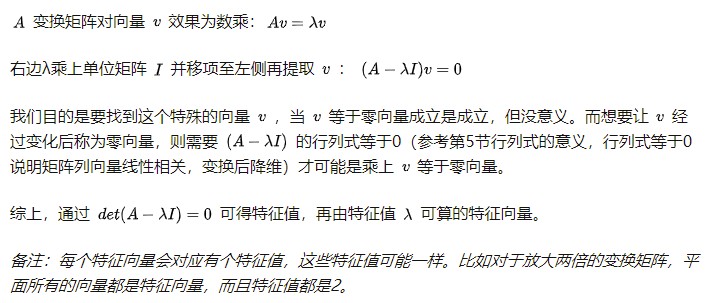 A 变换矩阵对向量 v 效果为数乘： Av = λv
右边λ乘上单位矩阵 I 并移项至左侧再提取 v ： (A − λI)v = 0
我们目的是要找到这个特殊的向量 v ，当 v 等于零向量成立是成立，但没意义。而想要让 v 经
过变化后称为零向量，则需要 (A − λI) 的行列式等于0（参考第5节行列式的意义，行列式等于0
说明矩阵列向量线性相关，变换后降维）才可能是乘上 v 等于零向量。
综上，通过 det(A − λI) = 0 可得特征值，再由特征值 λ 可算的特征向量。
备注：每个特征向量会对应有个特征值，这些特征值可能一样。比如对于放大两倍的变换矩阵，平
面所有的向量都是特征向量，而且特征值都是2。